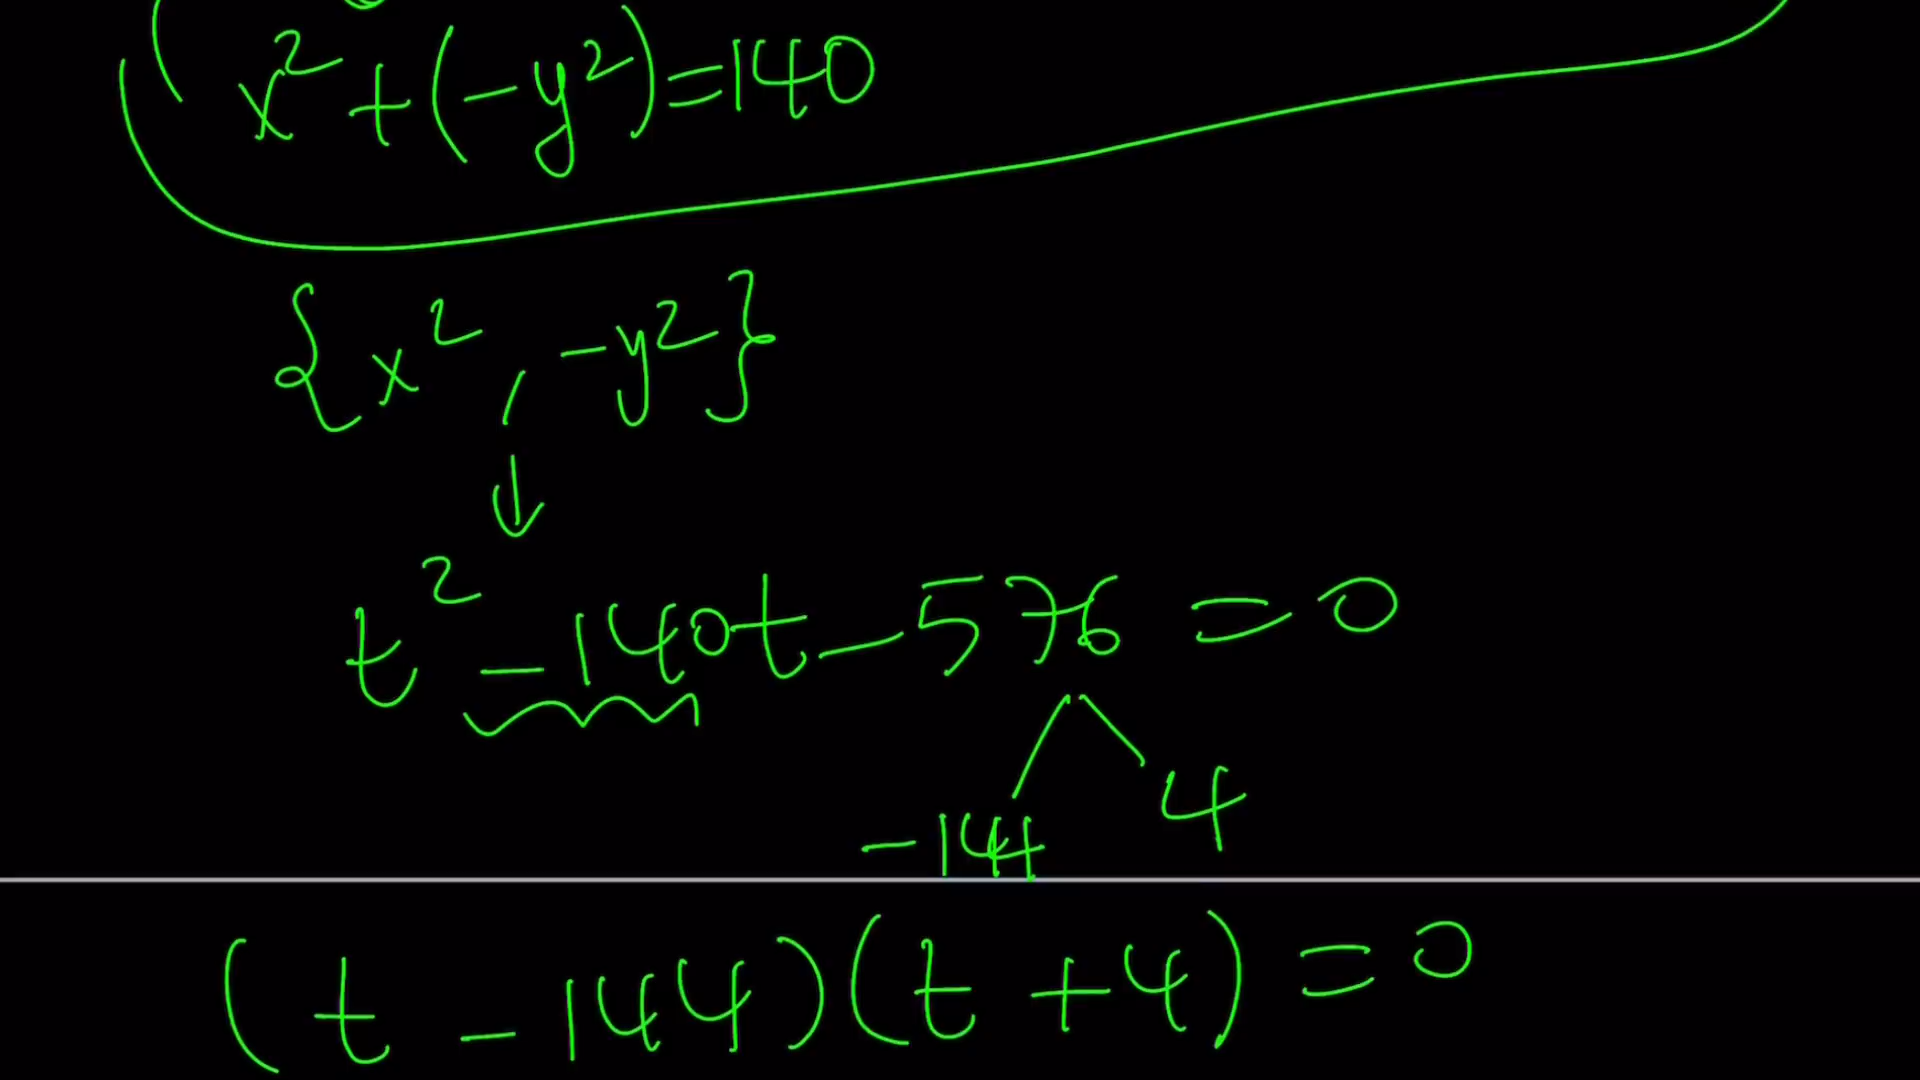 x²+(-y²)=140
{x², -y²}
↓
t²-140t-576=0
-144 4
(t-144)(t+4)=0